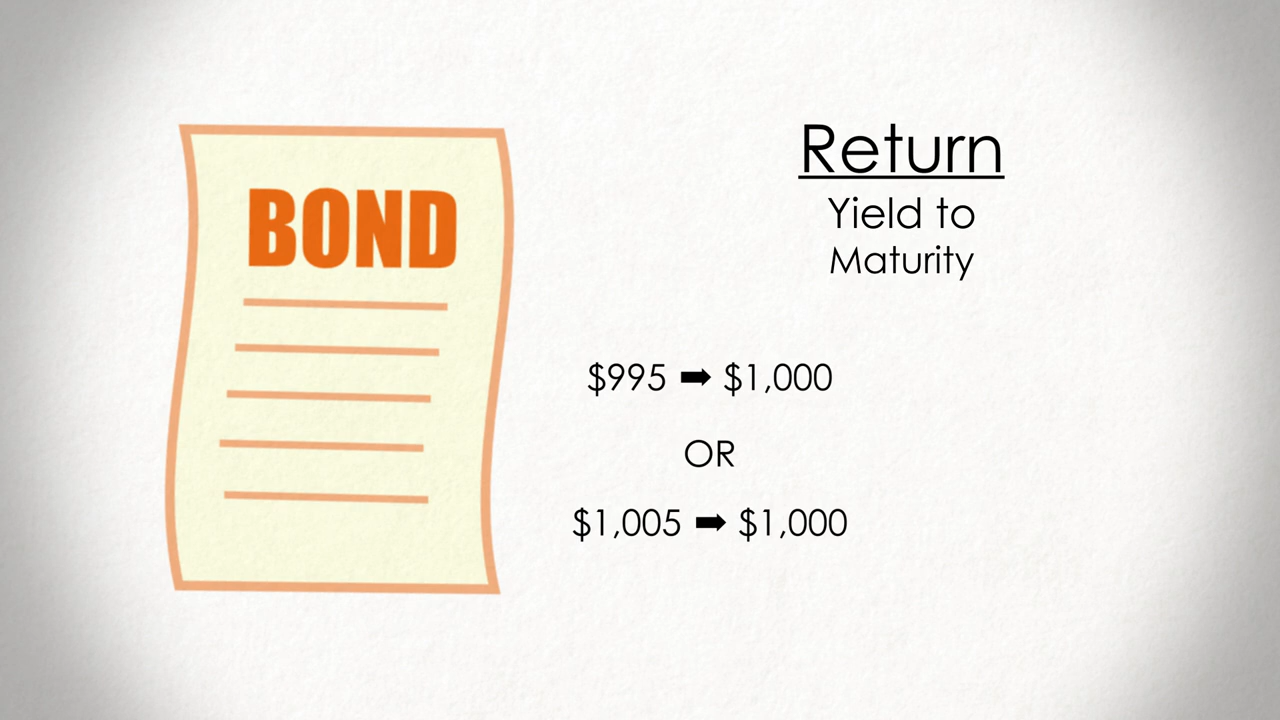 BOND
Return
Yield to
Maturity
$995 ➡ $1,000
OR
$1,005 ➡ $1,000